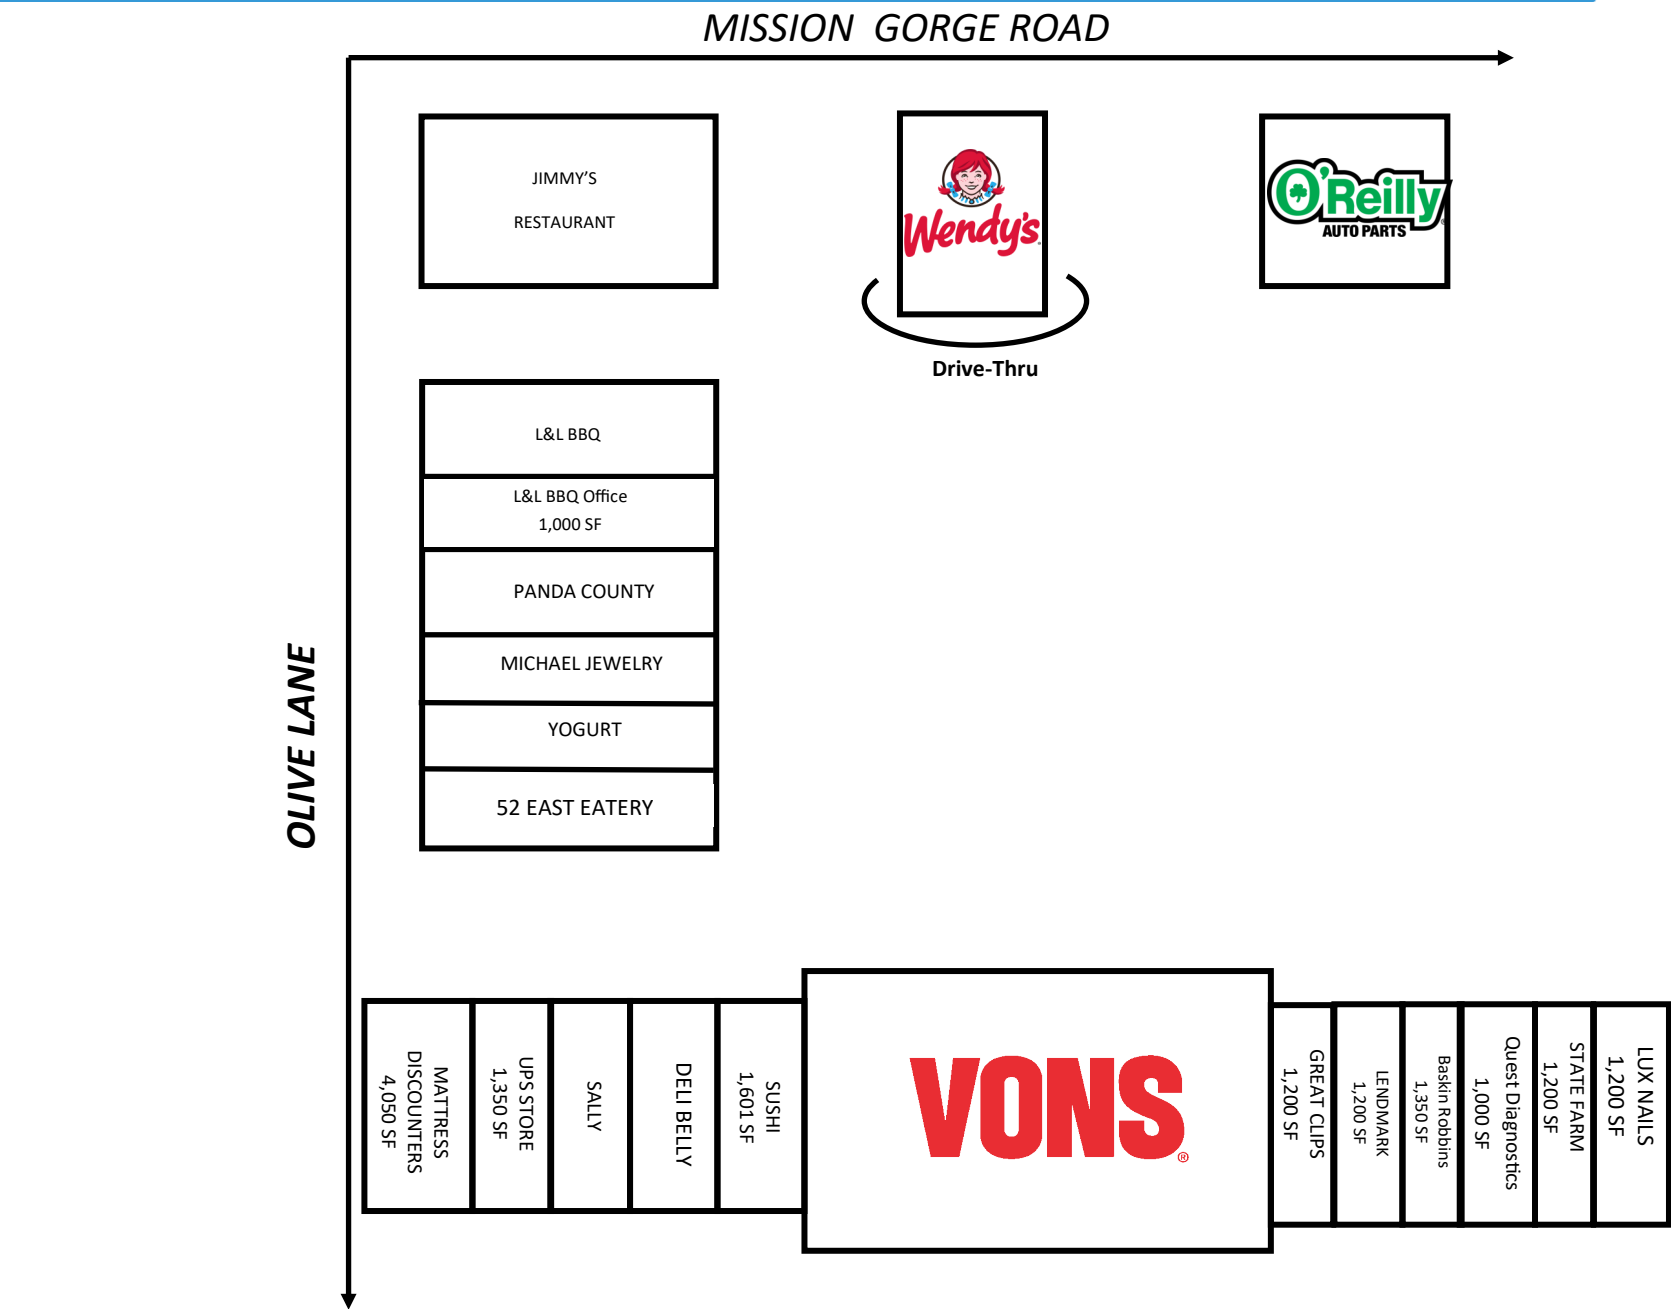 MISSION GORGE ROAD
JIMMY'S
RESTAURANT
Wendy's
Drive-Thru
O'Reilly
AUTO PARTS
OLIVE LANE
L&L BBQ
L&L BBQ Office
1,000 SF
PANDA COUNTY
MICHAEL JEWELRY
YOGURT
52 EAST EATERY
MATTRESS
DISCOUNTERS
4,050 SF
UPS STORE
1,350 SF
SALLY
DELI BELLY
SUSHI
1,601 SF
VONS®
GREAT CLIPS
1,200 SF
LENDMARK
1,200 SF
Baskin Robbins
1,350 SF
Quest Diagnostics
1,000 SF
STATE FARM
1,200 SF
LUX NAILS
1,200 SF